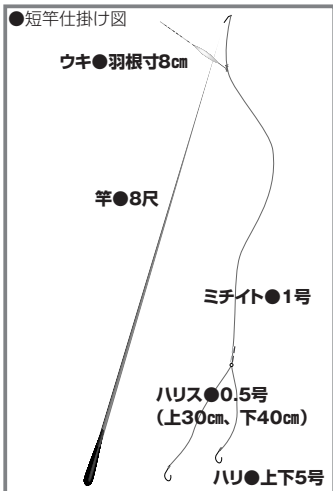 ●短竿仕掛け図
ウキ●羽根寸8㎝
竿●8尺
ミチイト●1号
ハリス●0.5号
(上30㎝、下40㎝)
ハリ●上下5号